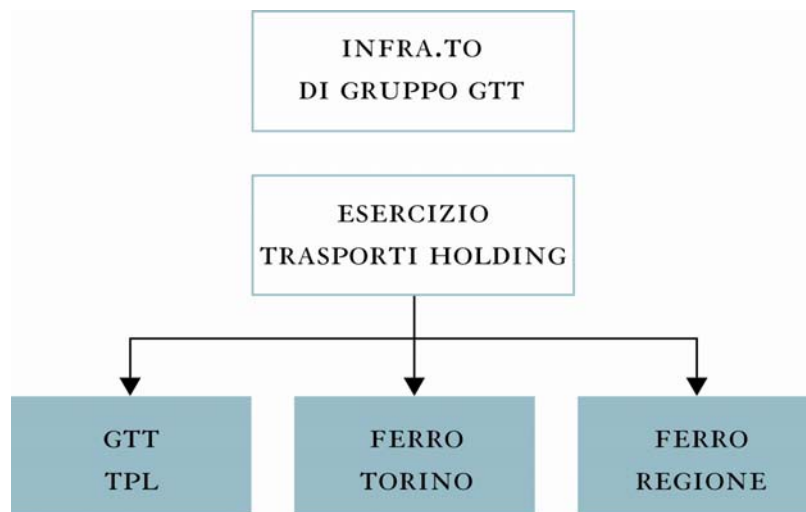 INFRA.TO
DI GRUPPO GTT
ESERCIZIO
TRASPORTI HOLDING
GTT
TPL
FERRO
TORINO
FERRO
REGIONE